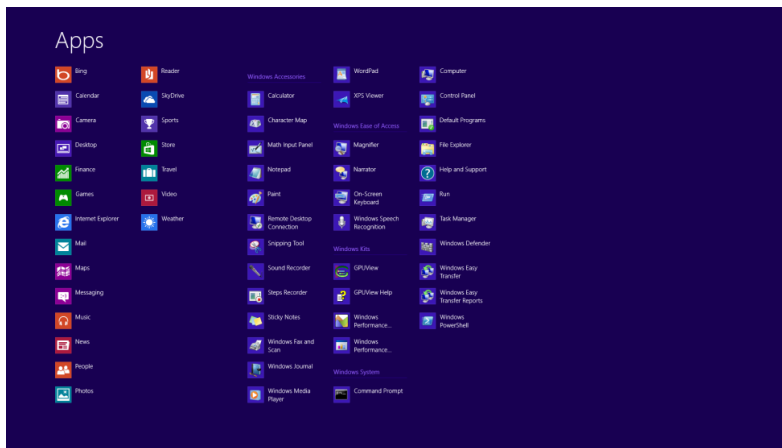 Apps
Bing
Calendar
Camera
Desktop
Finance
Games
Internet Explorer
Mail
Maps
Messaging
Music
News
People
Photos
Reader
SkyDrive
Sports
Store
Travel
Video
Weather
Windows Accessories
Calculator
Character Map
Math Input Panel
Notepad
Paint
Remote Desktop
Connection
Snipping Tool
Sound Recorder
Steps Recorder
Sticky Notes
Windows Fax and
Scan
Windows Journal
Windows Media
Player
WordPad
XPS Viewer
Windows Ease of Access
Magnifier
Narrator
On-Screen
Keyboard
Windows Speech
Recognition
Windows Kits
GPUView
GPUView Help
Windows
Performance...
Windows
Performance...
Windows System
Command Prompt
Computer
Control Panel
Default Programs
File Explorer
Help and Support
Run
Task Manager
Windows Defender
Windows Easy
Transfer
Windows Easy
Transfer Reports
Windows
PowerShell